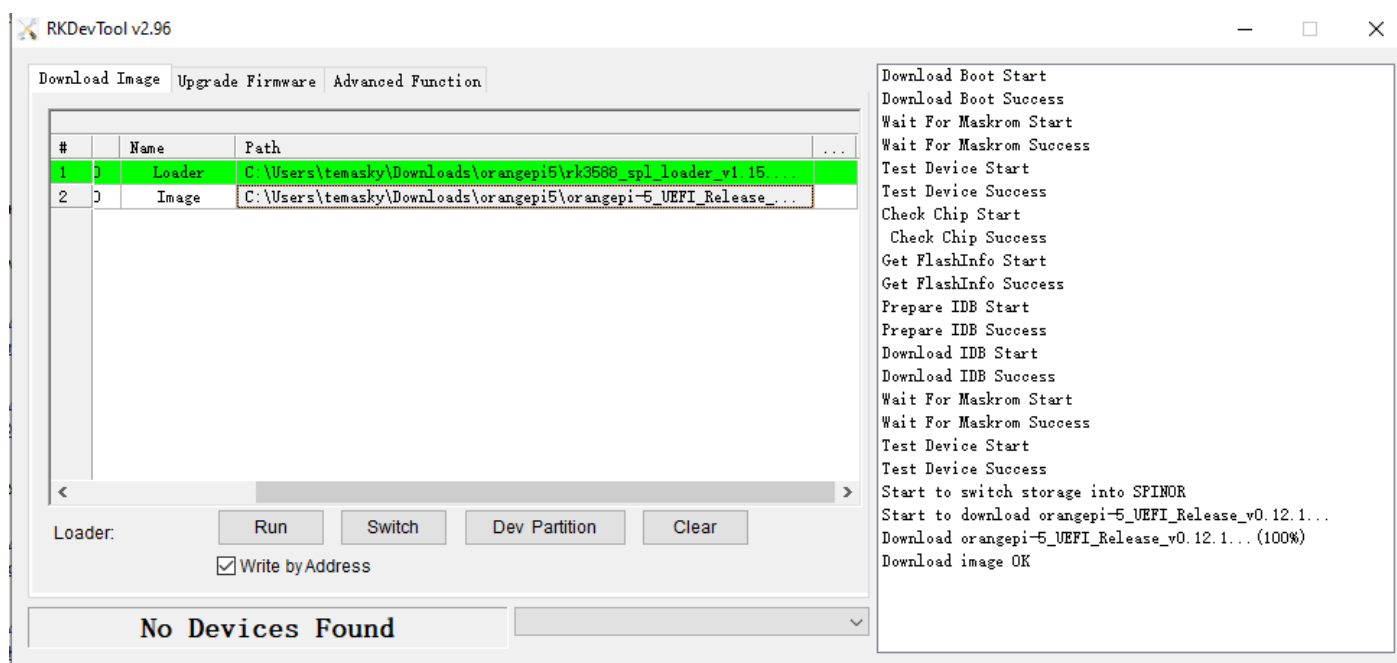 RKDevTool v2.96
Download Image Upgrade Firmware Advanced Function
# Name Path ...
1 Loader C:\Users\temasky\Downloads\orangepi5\rk3588_spl_loader_v1.15....
2 Image C:\Users\temasky\Downloads\orangepi5\orangepi-5_UEFI_Release_...
Loader: Run Switch Dev Partition Clear
Write by Address
No Devices Found
Download Boot Start
Download Boot Success
Wait For Maskrom Start
Wait For Maskrom Success
Test Device Start
Test Device Success
Check Chip Start
Check Chip Success
Get FlashInfo Start
Get FlashInfo Success
Prepare IDB Start
Prepare IDB Success
Download IDB Start
Download IDB Success
Wait For Maskrom Start
Wait For Maskrom Success
Test Device Start
Test Device Success
Start to switch storage into SPINOR
Start to download orangepi-5_UEFI_Release_v0.12.1...
Download orangepi-5_UEFI_Release_v0.12.1...(100%)
Download image OK